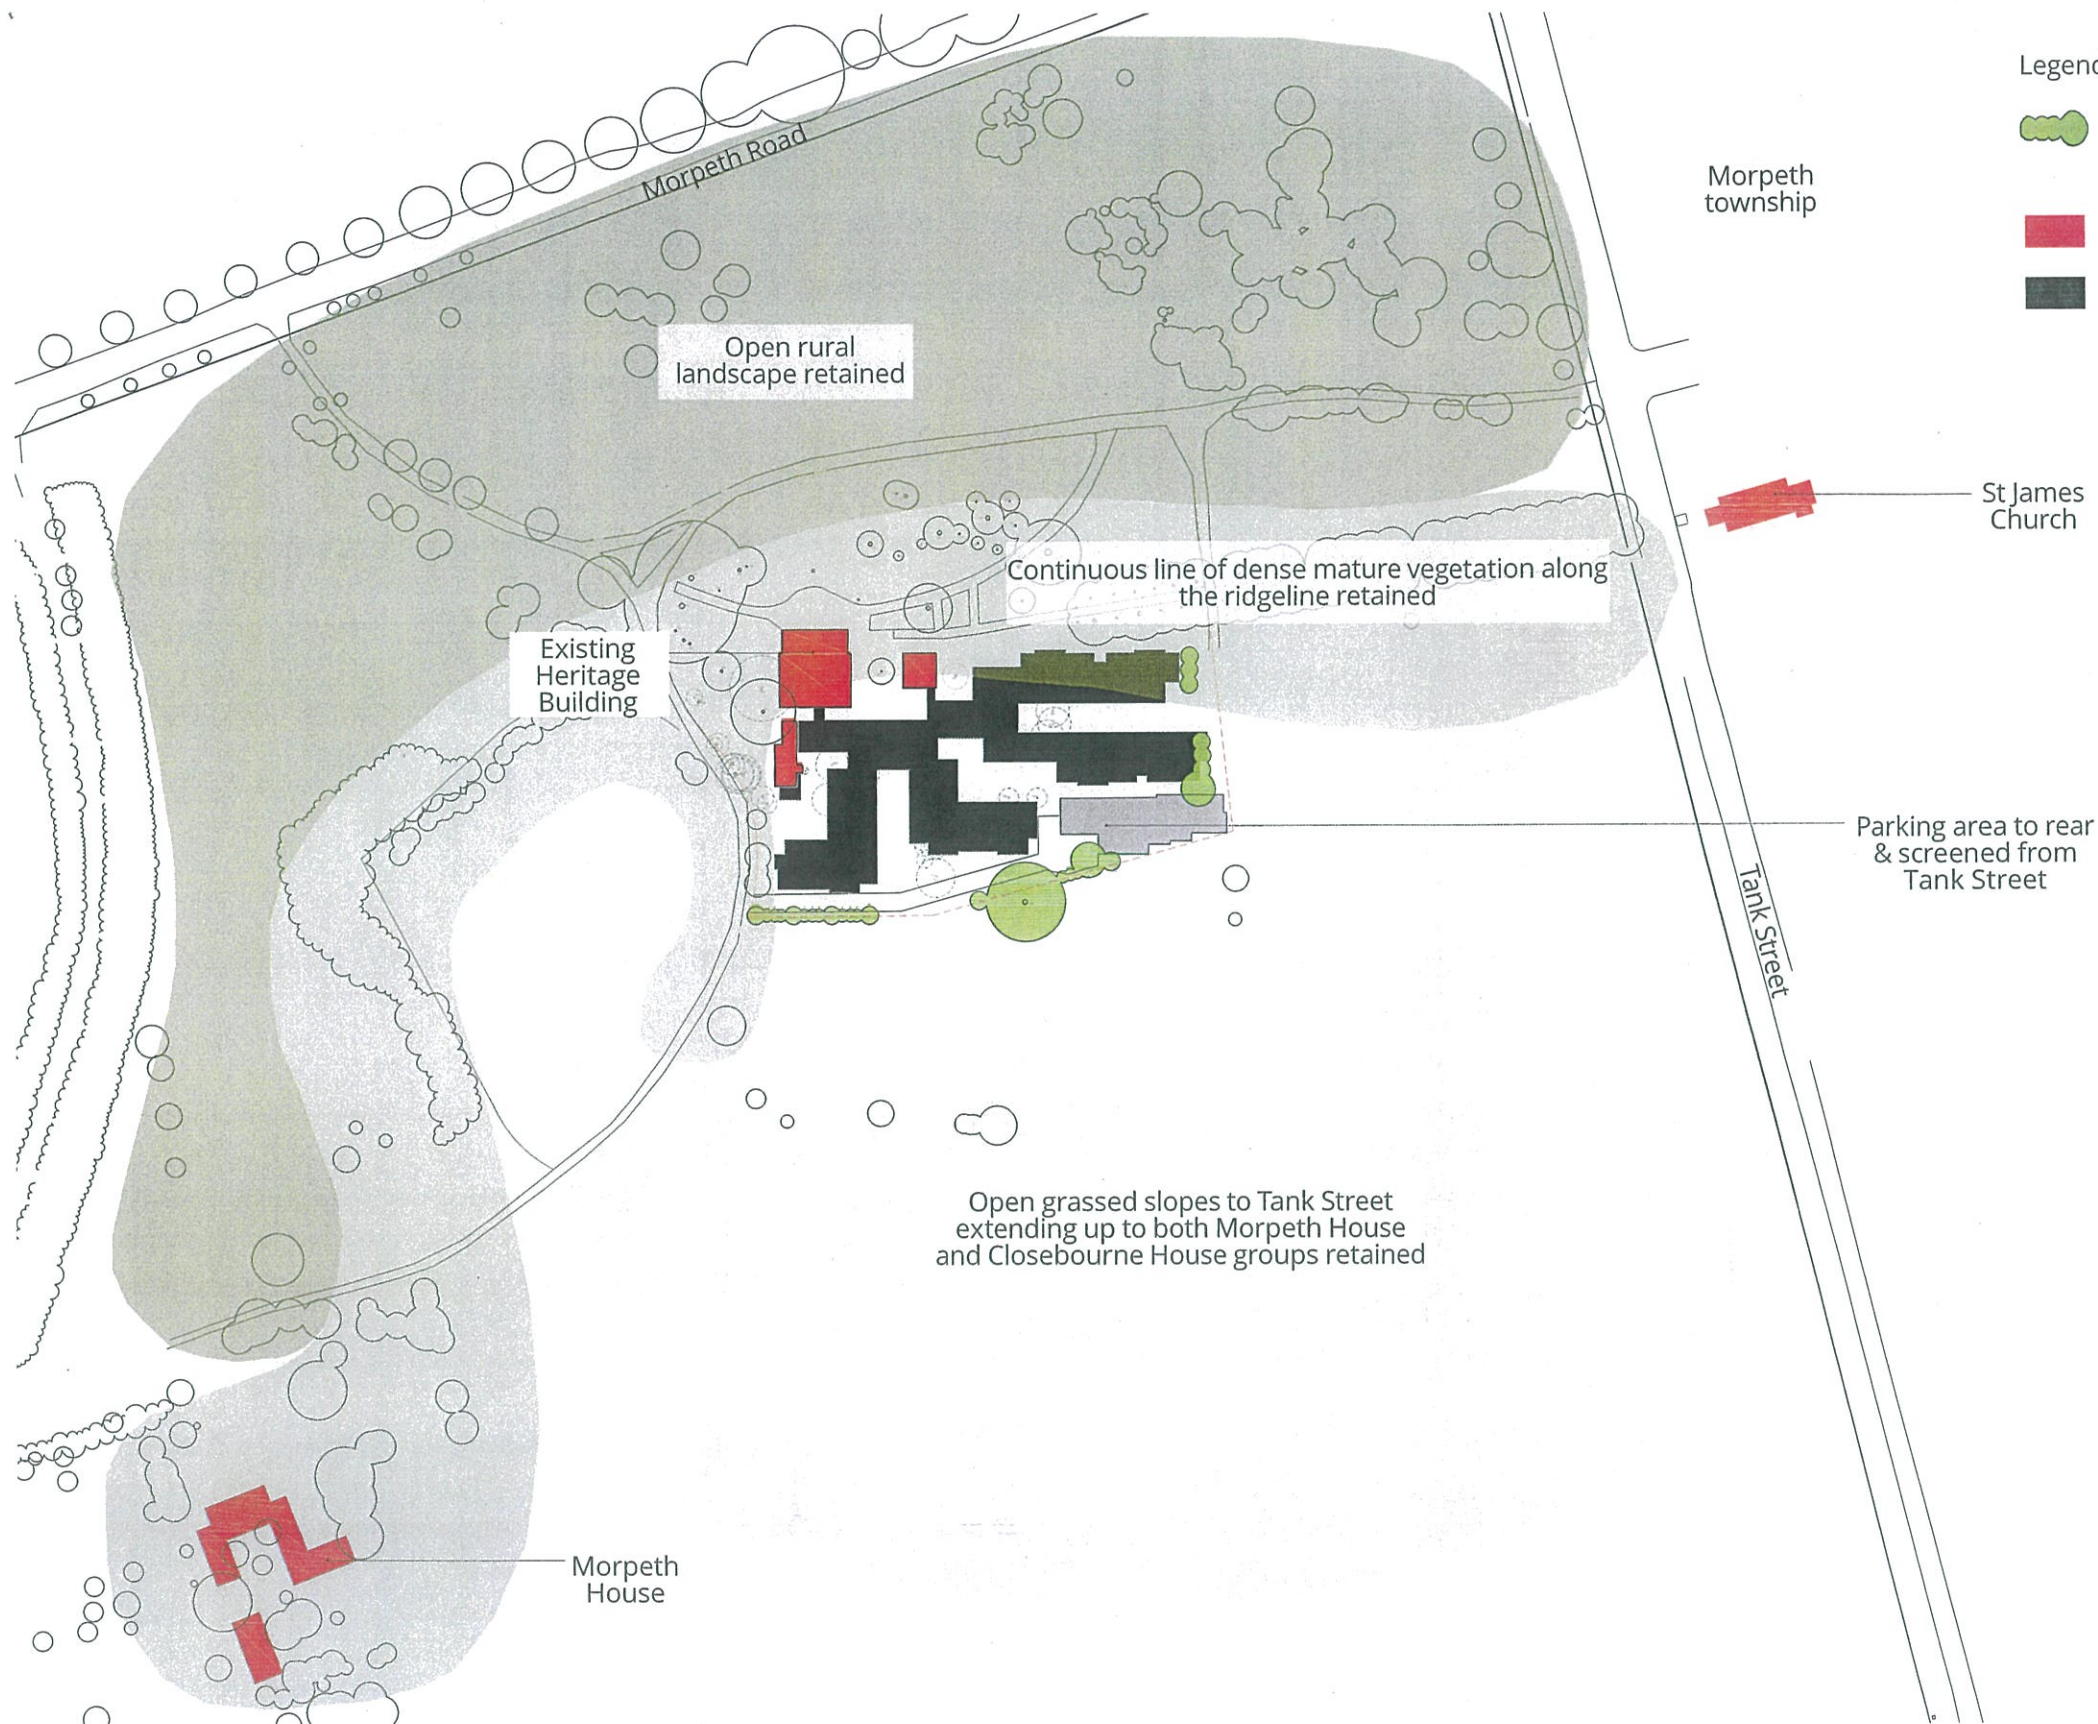 Legend
Morpeth Road
Morpeth
township
Open rural
landscape retained
St James
Church
Continuous line of dense mature vegetation along
the ridgeline retained
Existing
Heritage
Building
Parking area to rear
& screened from
Tank Street
Tank Street
Open grassed slopes to Tank Street
extending up to both Morpeth House
and Closebourne House groups retained
Morpeth
House